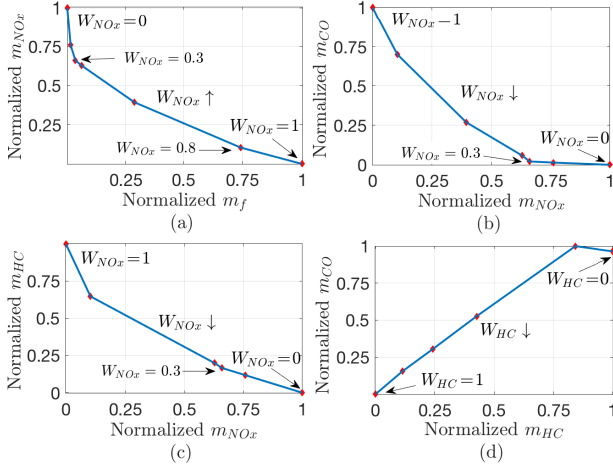 1
W_NOx=0
0.75
W_NOx = 0.3
0.5
W_NOx ↑
0.25
W_NOx=1
W_NOx = 0.8
0.25 0.5 0.75 1
Normalized m_NOx
Normalized m_f
(a)
1
W_NOx−1
0.75
W_NOx ↓
0.5
0.25
W_NOx=0
W_NOx = 0.3
0
0 0.25 0.5 0.75 1
Normalized m_CO
Normalized m_NOx
(b)
1
W_NOx=1
0.75
0.5
W_NOx ↓
0.25
W_NOx=0
W_NOx = 0.3
0
0 0.25 0.5 0.75 1
Normalized m_HC
Normalized m_NOx
(c)
1
0.75
W_HC=0
0.5
W_HC ↓
0.25
W_HC=1
0
0 0.25 0.5 0.75 1
Normalized m_CO
Normalized m_HC
(d)